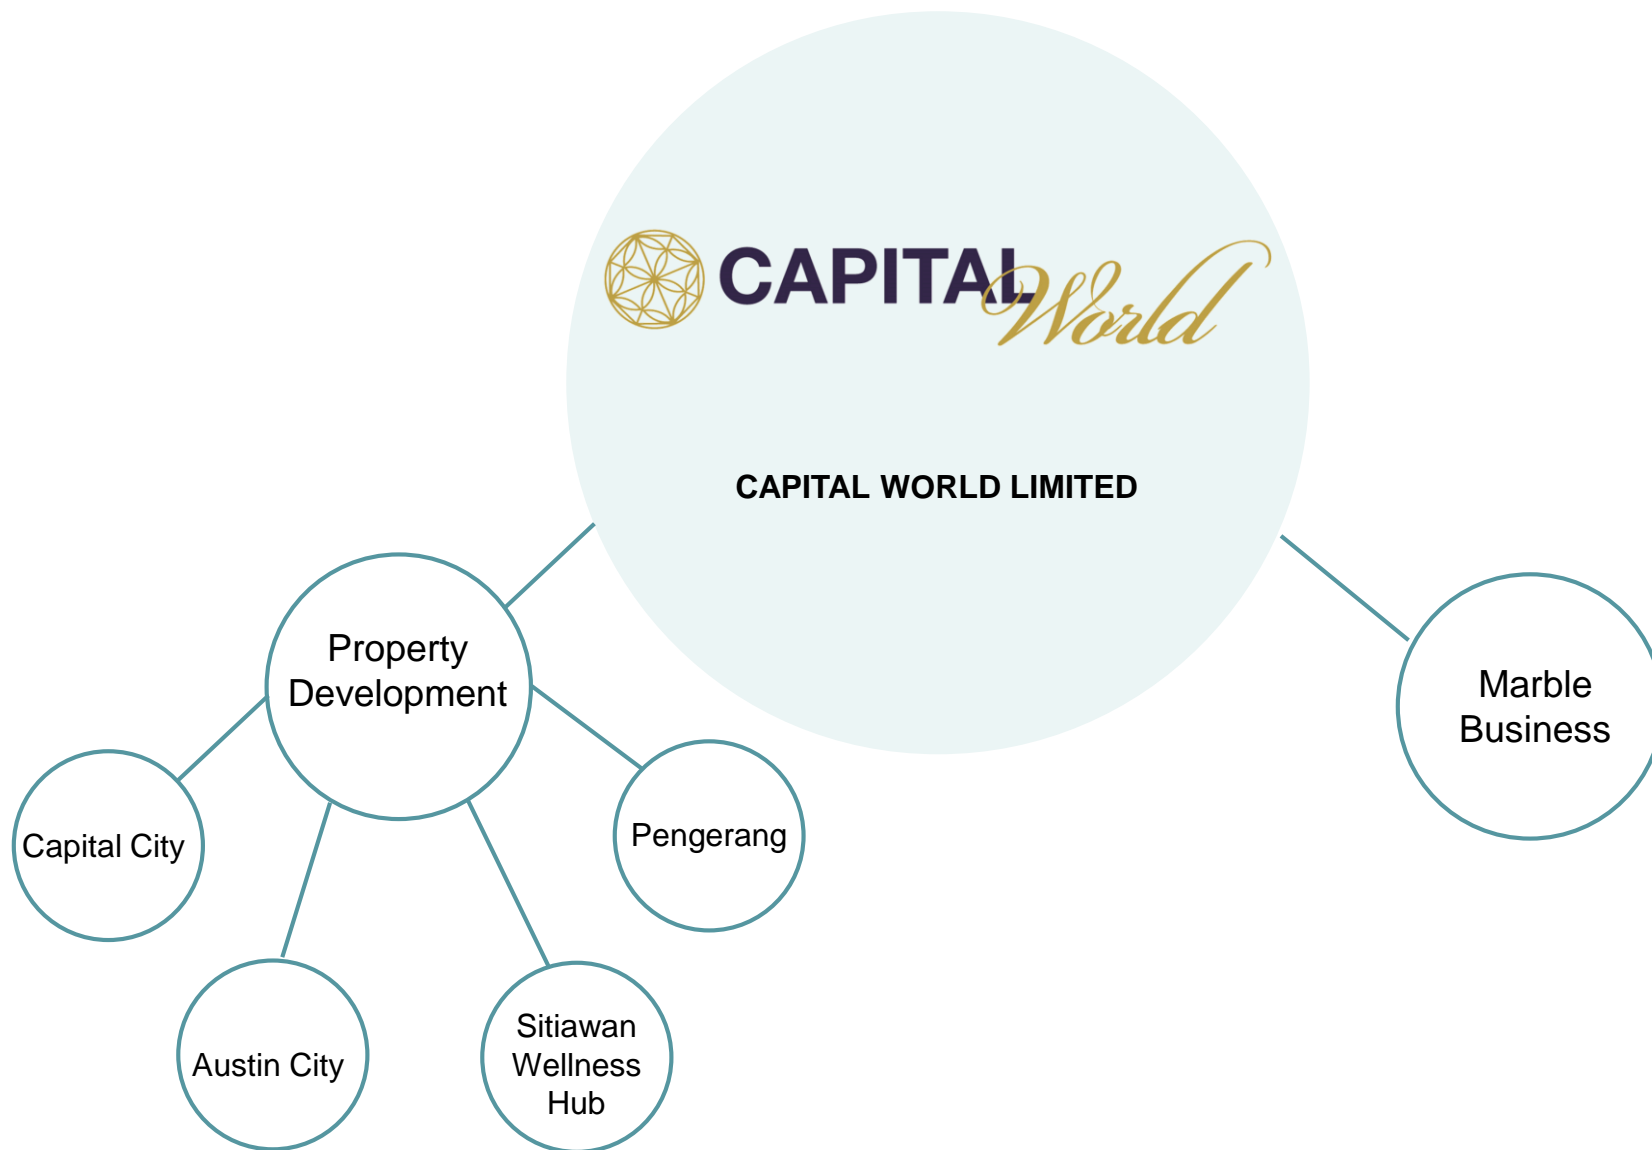 CAPITAL World
CAPITAL WORLD LIMITED
Property
Development
Marble
Business
Capital City
Pengerang
Austin City
Sitiawan
Wellness
Hub